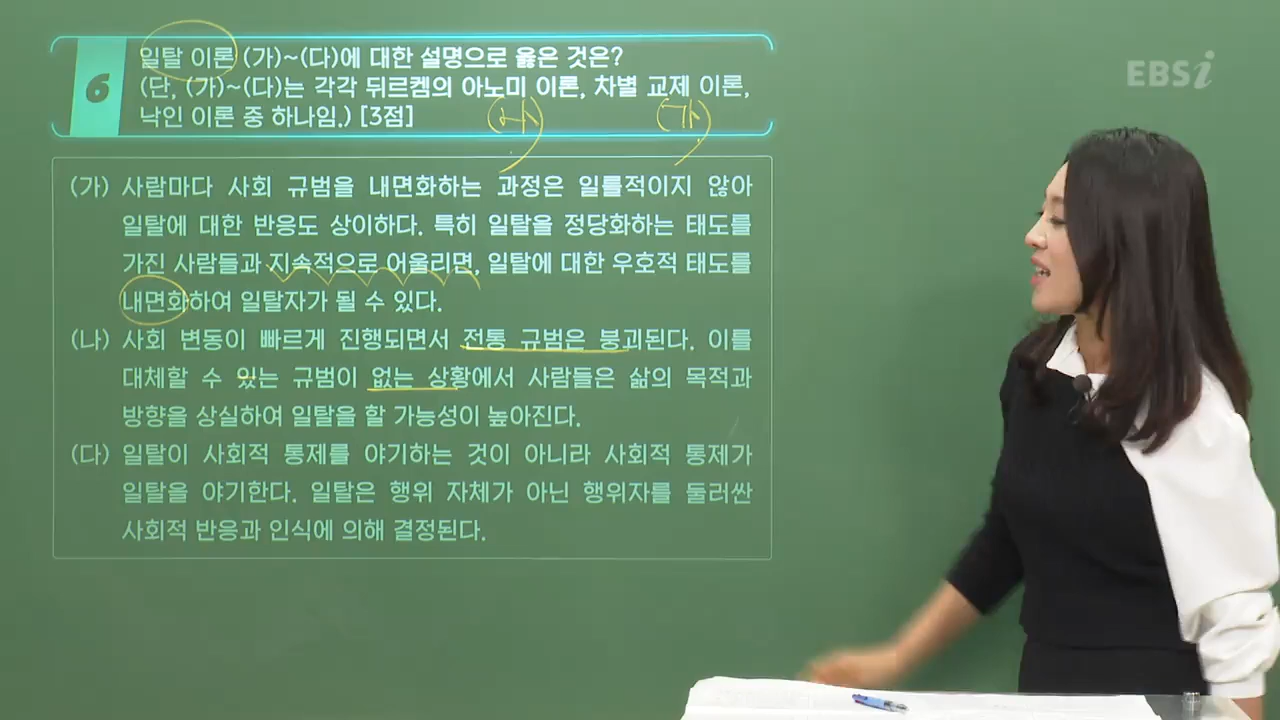 EBSi
6
일탈 이론 (가)~(다)에 대한 설명으로 옳은 것은?
(단, (가)~(다)는 각각 뒤르켐의 아노미 이론, 차별 교제 이론,
낙인 이론 중 하나임.) [3점]
(나) (가)
(가) 사람마다 사회 규범을 내면화하는 과정은 일률적이지 않아
일탈에 대한 반응도 상이하다. 특히 일탈을 정당화하는 태도를
가진 사람들과 지속적으로 어울리면, 일탈에 대한 우호적 태도를
내면화하여 일탈자가 될 수 있다.
(나) 사회 변동이 빠르게 진행되면서 전통 규범은 붕괴된다. 이를
대체할 수 있는 규범이 없는 상황에서 사람들은 삶의 목적과
방향을 상실하여 일탈을 할 가능성이 높아진다.
(다) 일탈이 사회적 통제를 야기하는 것이 아니라 사회적 통제가
일탈을 야기한다. 일탈은 행위 자체가 아닌 행위자를 둘러싼
사회적 반응과 인식에 의해 결정된다.